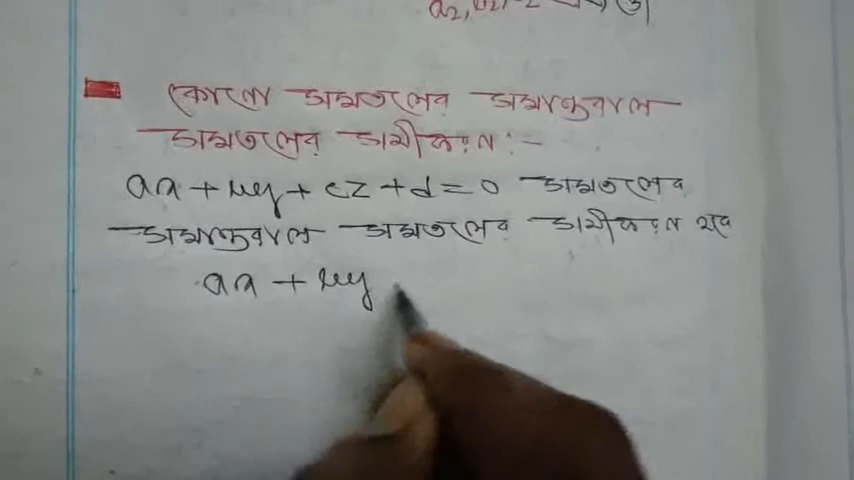 কোনো সমতলের সমান্তরাল
সমতলের সমীকরণ :-
ax + by + cz + d = 0 সমতলের
সমান্তরাল সমতলের সমীকরণ হবে
ax + by